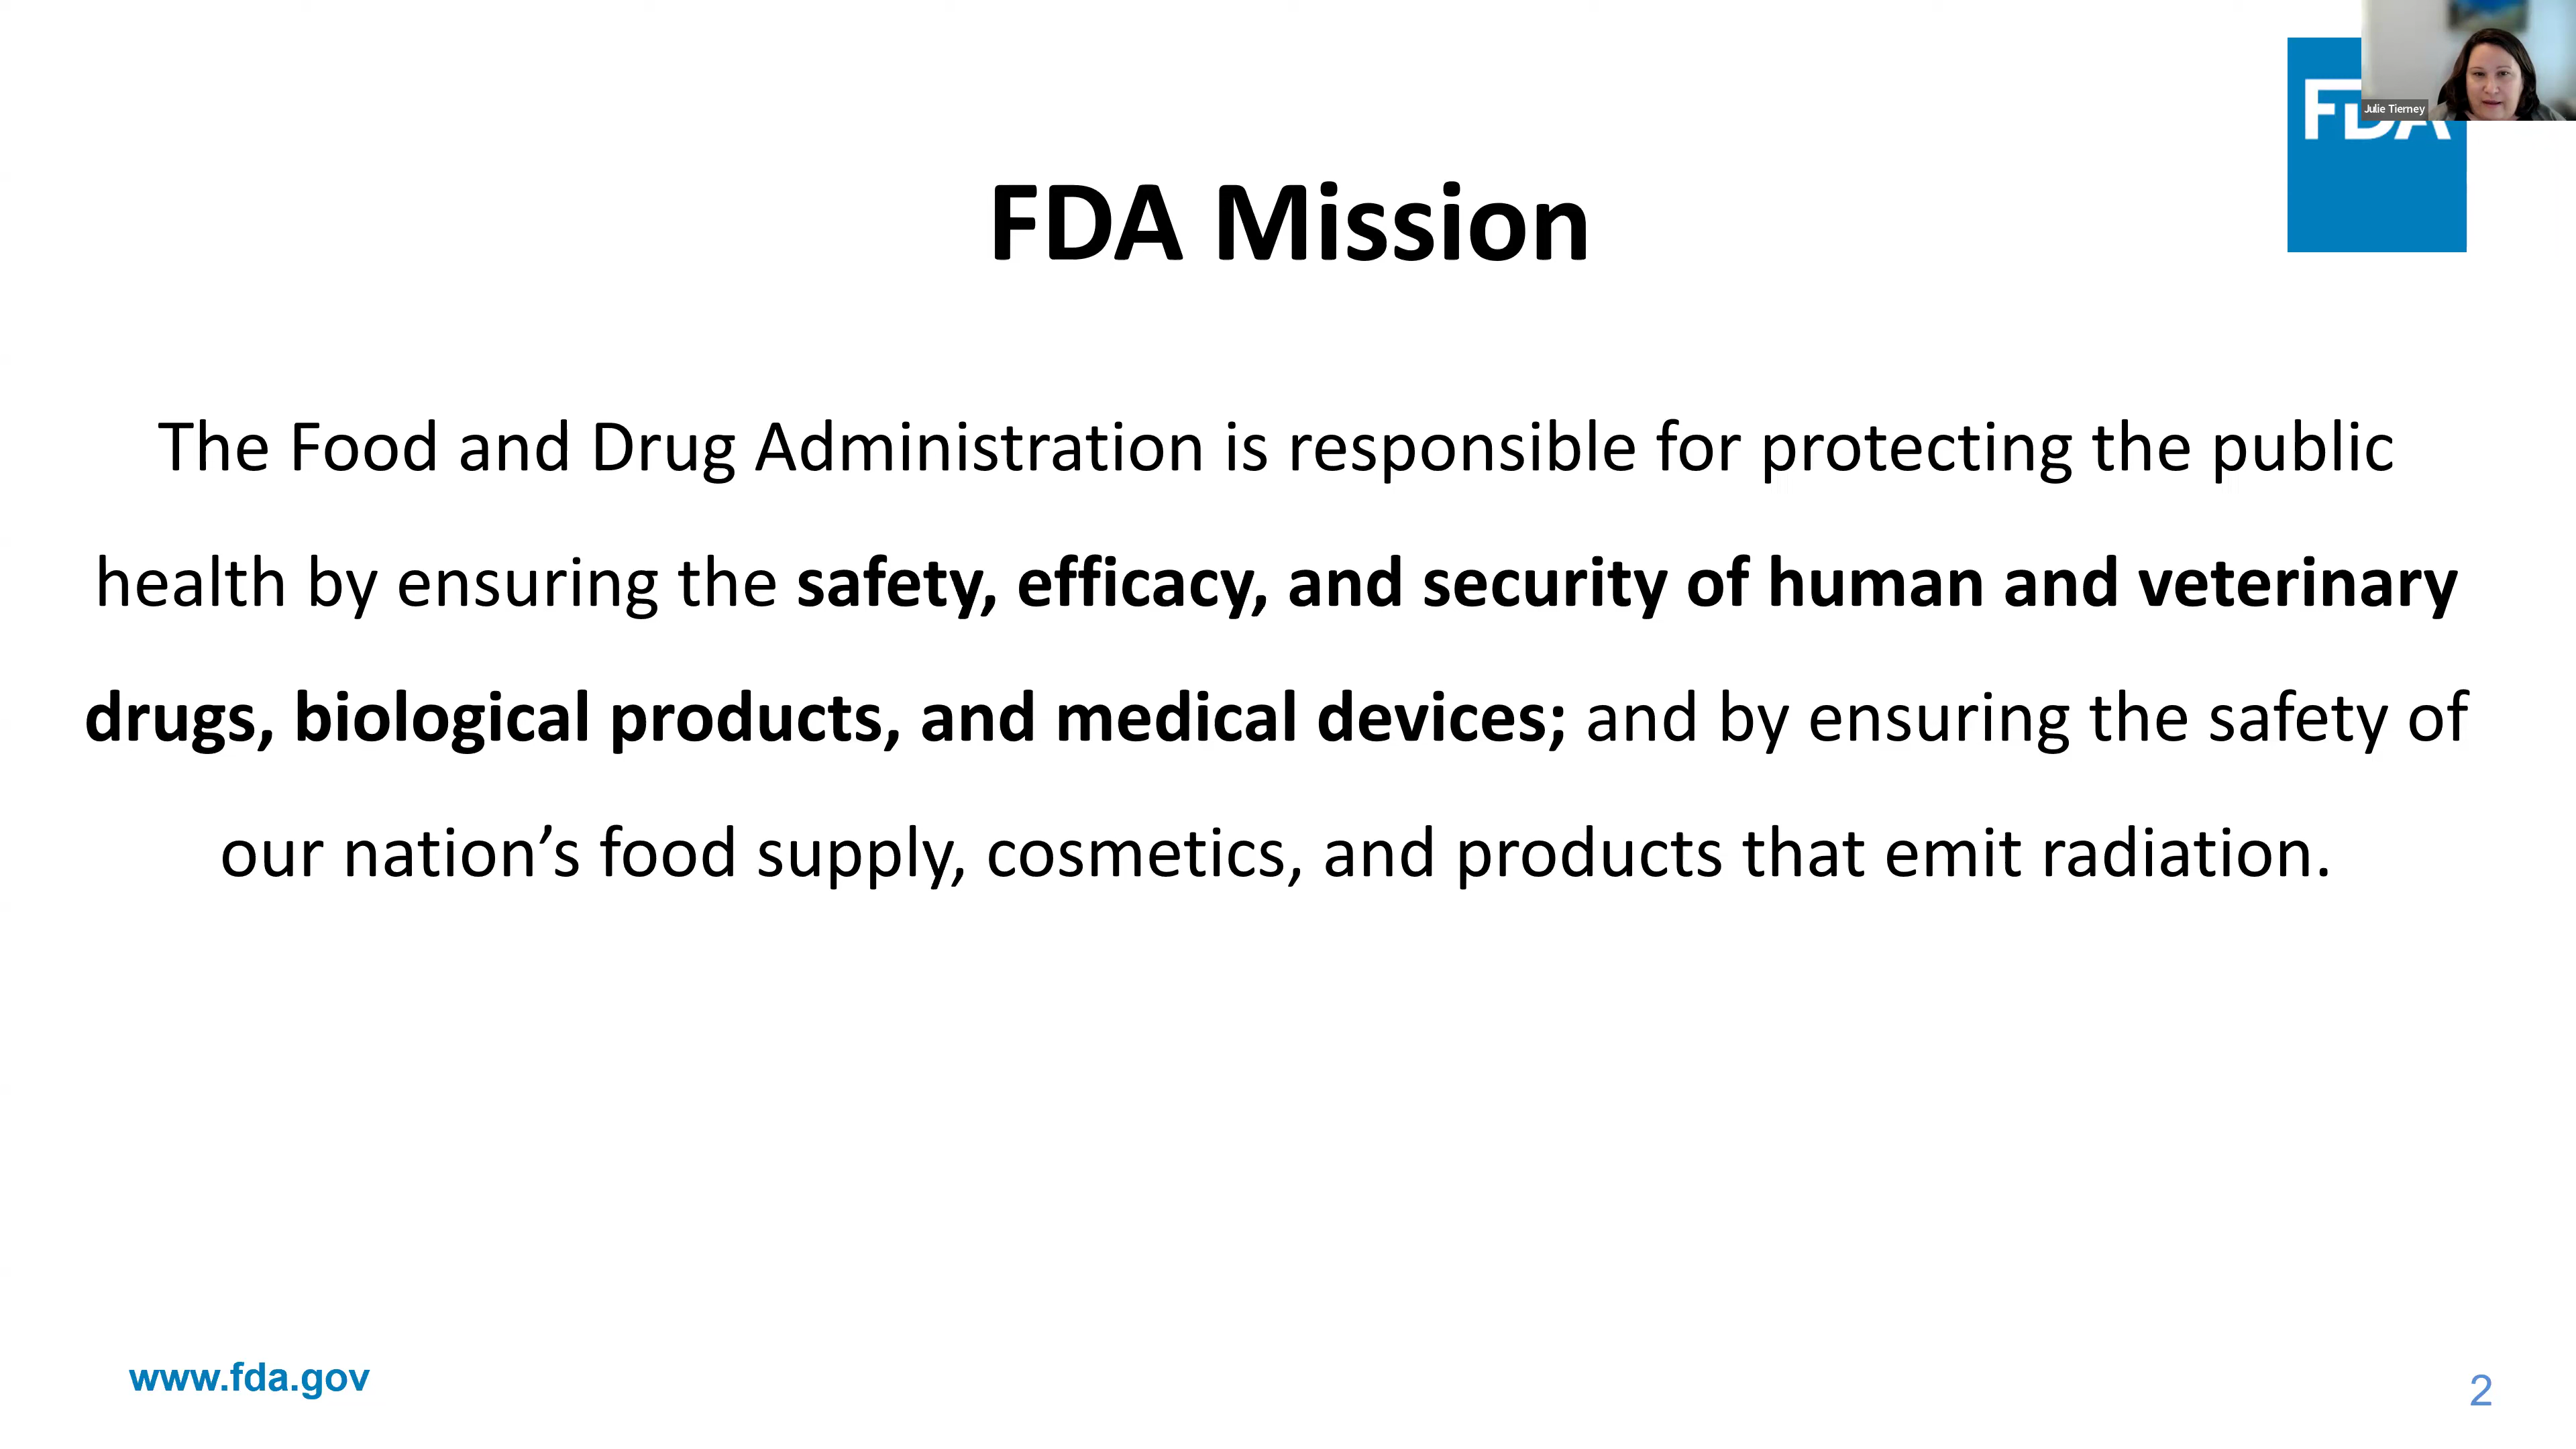 FDA
Julie Tierney
FDA Mission
The Food and Drug Administration is responsible for protecting the public
health by ensuring the safety, efficacy, and security of human and veterinary
drugs, biological products, and medical devices; and by ensuring the safety of
our nation’s food supply, cosmetics, and products that emit radiation.
www.fda.gov
2